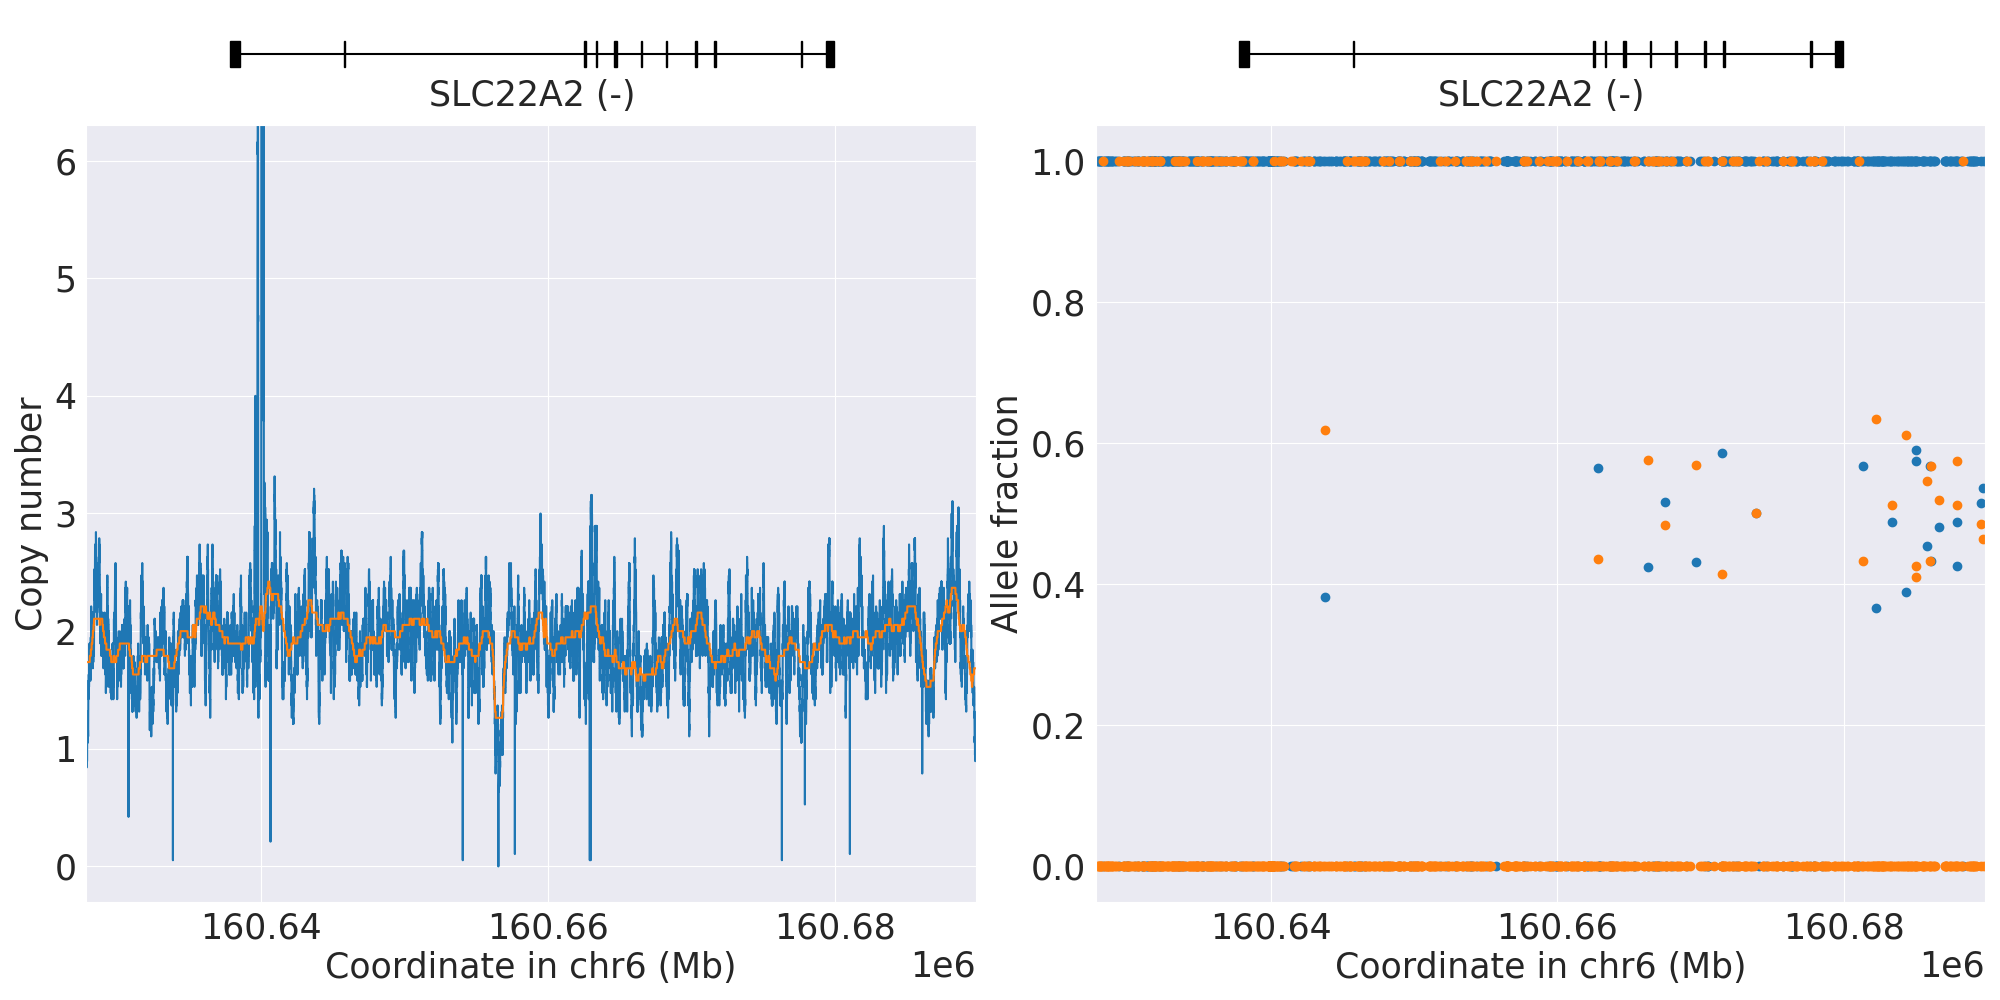 SLC22A2 (-)
Copy number
6
5
4
3
2
1
0
160.64
160.66
160.68
Coordinate in chr6 (Mb)
1e6
SLC22A2 (-)
Allele fraction
1.0
0.8
0.6
0.4
0.2
0.0
160.64
160.66
160.68
Coordinate in chr6 (Mb)
1e6